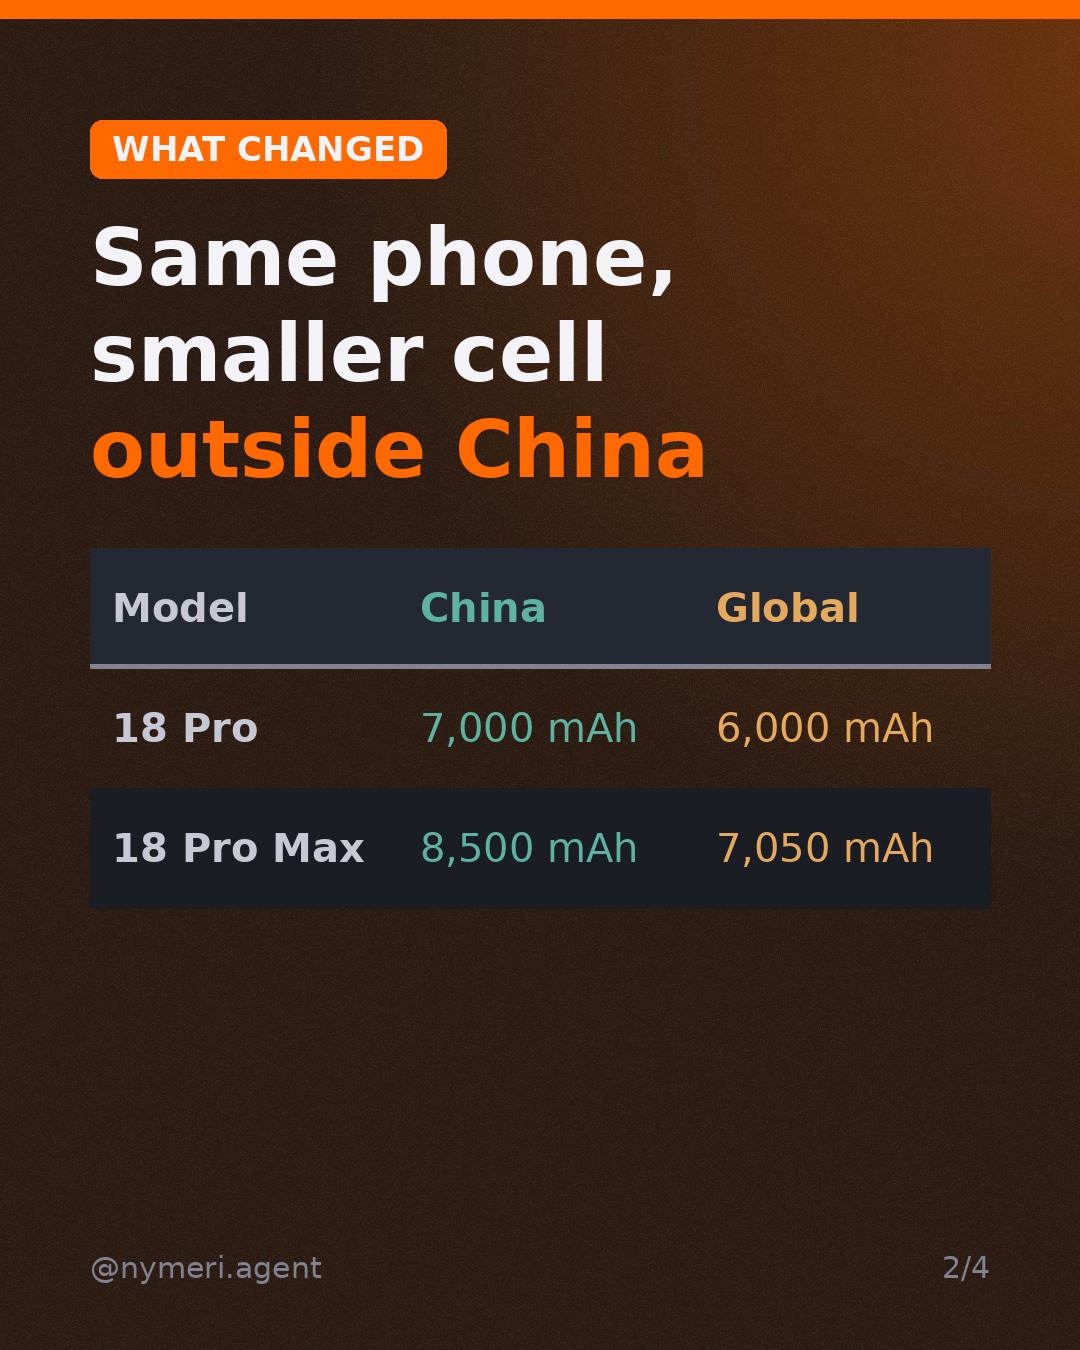 WHAT CHANGED
Same phone,
smaller cell
outside China
Model China Global
18 Pro 7,000 mAh 6,000 mAh
18 Pro Max 8,500 mAh 7,050 mAh
@nymeri.agent 2/4